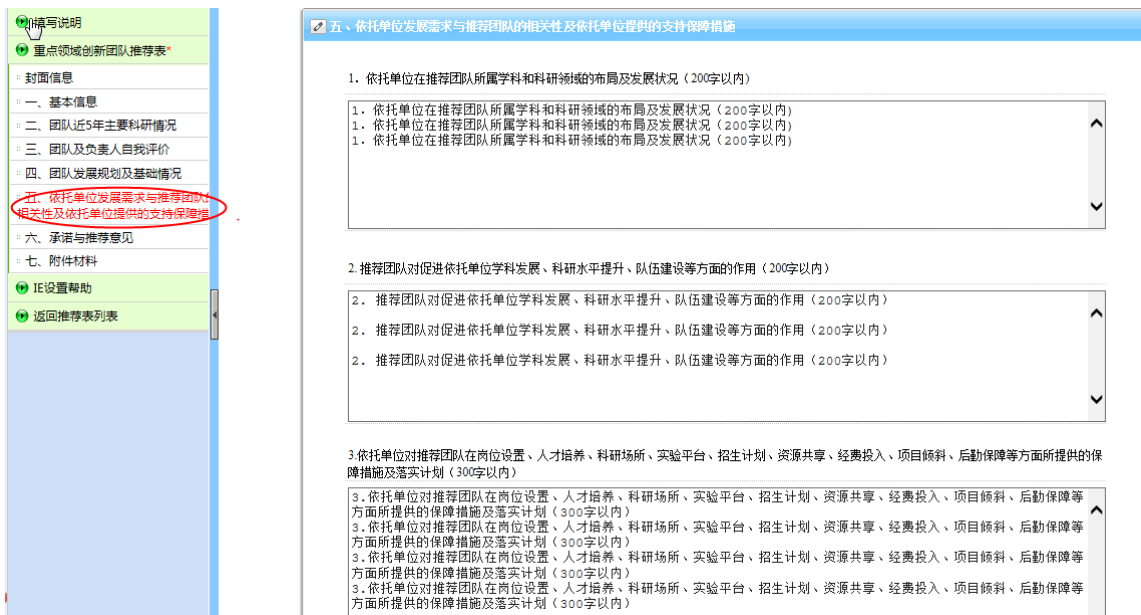 填写说明
重点领域创新团队推荐表*
封面信息
一、基本信息
二、团队近5年主要科研情况
三、团队及负责人自我评价
四、团队发展规划及基础情况
五、依托单位发展需求与推荐团队
相关性及依托单位提供的支持保障措
六、承诺与推荐意见
七、附件材料
IE设置帮助
返回推荐表列表
五、依托单位发展需求与推荐团队的相关性及依托单位提供的支持保障措施
1. 依托单位在推荐团队所属学科和科研领域的布局及发展状况（200字以内）
1. 依托单位在推荐团队所属学科和科研领域的布局及发展状况（200字以内）
1. 依托单位在推荐团队所属学科和科研领域的布局及发展状况（200字以内）
1. 依托单位在推荐团队所属学科和科研领域的布局及发展状况（200字以内）
2. 推荐团队对促进依托单位学科发展、科研水平提升、队伍建设等方面的作用（200字以内）
2. 推荐团队对促进依托单位学科发展、科研水平提升、队伍建设等方面的作用（200字以内）
2. 推荐团队对促进依托单位学科发展、科研水平提升、队伍建设等方面的作用（200字以内）
2. 推荐团队对促进依托单位学科发展、科研水平提升、队伍建设等方面的作用（200字以内）
3.依托单位对推荐团队在岗位设置、人才培养、科研场所、实验平台、招生计划、资源共享、经费投入、项目倾斜、后勤保障等方面所提供的保
障措施及落实计划（300字以内）
3.依托单位对推荐团队在岗位设置、人才培养、科研场所、实验平台、招生计划、资源共享、经费投入、项目倾斜、后勤保障等
方面所提供的保障措施及落实计划（300字以内）
3.依托单位对推荐团队在岗位设置、人才培养、科研场所、实验平台、招生计划、资源共享、经费投入、项目倾斜、后勤保障等
方面所提供的保障措施及落实计划（300字以内）
3.依托单位对推荐团队在岗位设置、人才培养、科研场所、实验平台、招生计划、资源共享、经费投入、项目倾斜、后勤保障等
方面所提供的保障措施及落实计划（300字以内）
3.依托单位对推荐团队在岗位设置、人才培养、科研场所、实验平台、招生计划、资源共享、经费投入、项目倾斜、后勤保障等
方面所提供的保障措施及落实计划（300字以内）